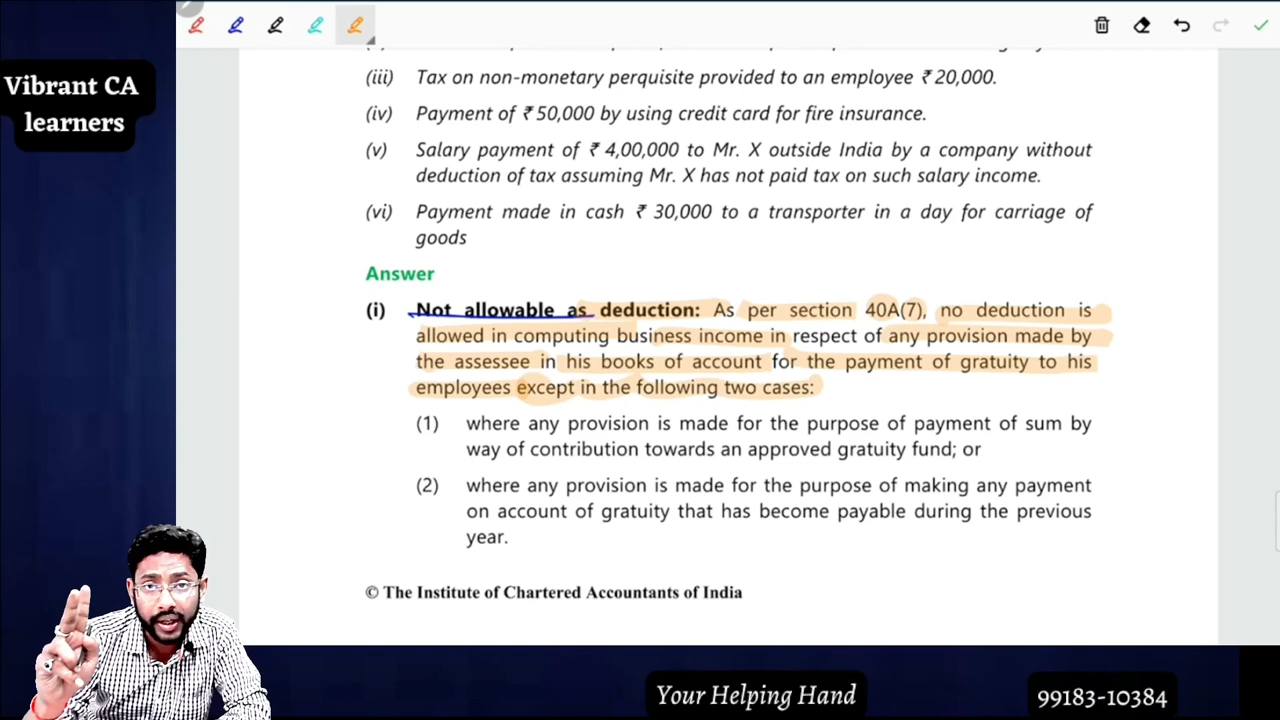 Vibrant CA
learners
(iii) Tax on non-monetary perquisite provided to an employee ₹ 20,000.
(iv) Payment of ₹ 50,000 by using credit card for fire insurance.
(v) Salary payment of ₹ 4,00,000 to Mr. X outside India by a company without
deduction of tax assuming Mr. X has not paid tax on such salary income.
(vi) Payment made in cash ₹ 30,000 to a transporter in a day for carriage of
goods
Answer
(i) Not allowable as deduction: As per section 40A(7), no deduction is
allowed in computing business income in respect of any provision made by
the assessee in his books of account for the payment of gratuity to his
employees except in the following two cases:
(1) where any provision is made for the purpose of payment of sum by
way of contribution towards an approved gratuity fund; or
(2) where any provision is made for the purpose of making any payment
on account of gratuity that has become payable during the previous
year.
© The Institute of Chartered Accountants of India
Your Helping Hand
99183-10384